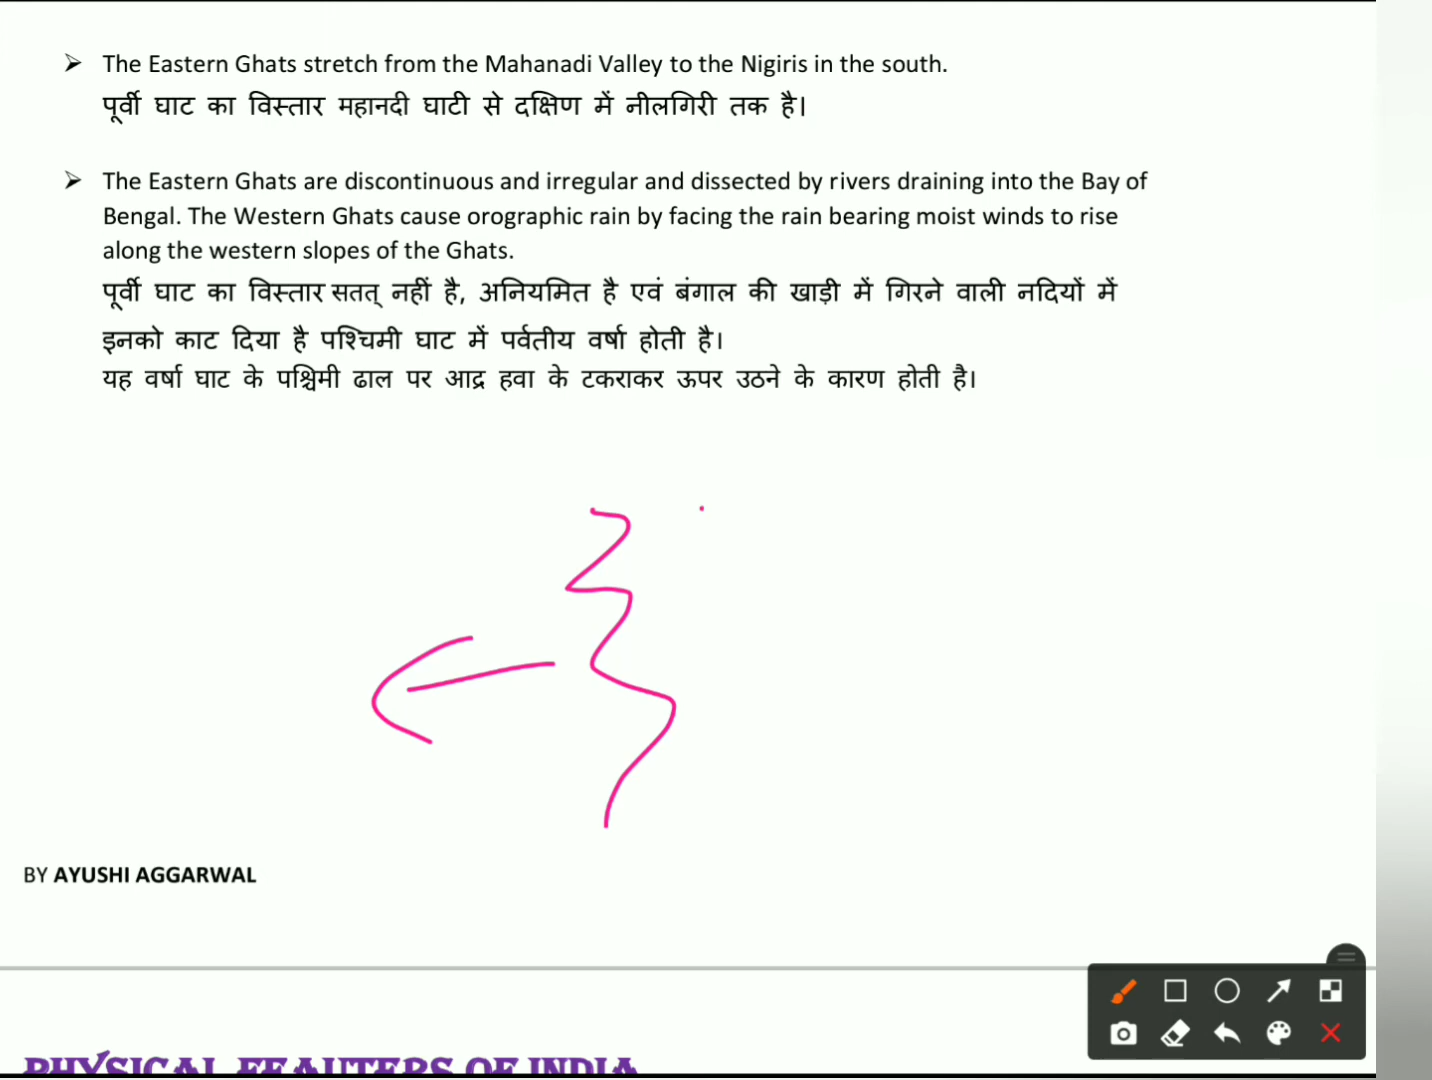 ➢ The Eastern Ghats stretch from the Mahanadi Valley to the Nigiris in the south.
पूर्वी घाट का विस्तार महानदी घाटी से दक्षिण में नीलगिरी तक है।
➢ The Eastern Ghats are discontinuous and irregular and dissected by rivers draining into the Bay of
Bengal. The Western Ghats cause orographic rain by facing the rain bearing moist winds to rise
along the western slopes of the Ghats.
पूर्वी घाट का विस्तार सतत् नहीं है, अनियमित है एवं बंगाल की खाड़ी में गिरने वाली नदियों में
इनको काट दिया है पश्चिमी घाट में पर्वतीय वर्षा होती है।
यह वर्षा घाट के पश्चिमी ढाल पर आद्र हवा के टकराकर ऊपर उठने के कारण होती है।
BY AYUSHI AGGARWAL
PHYSICAL FEAUTERS OF INDIA